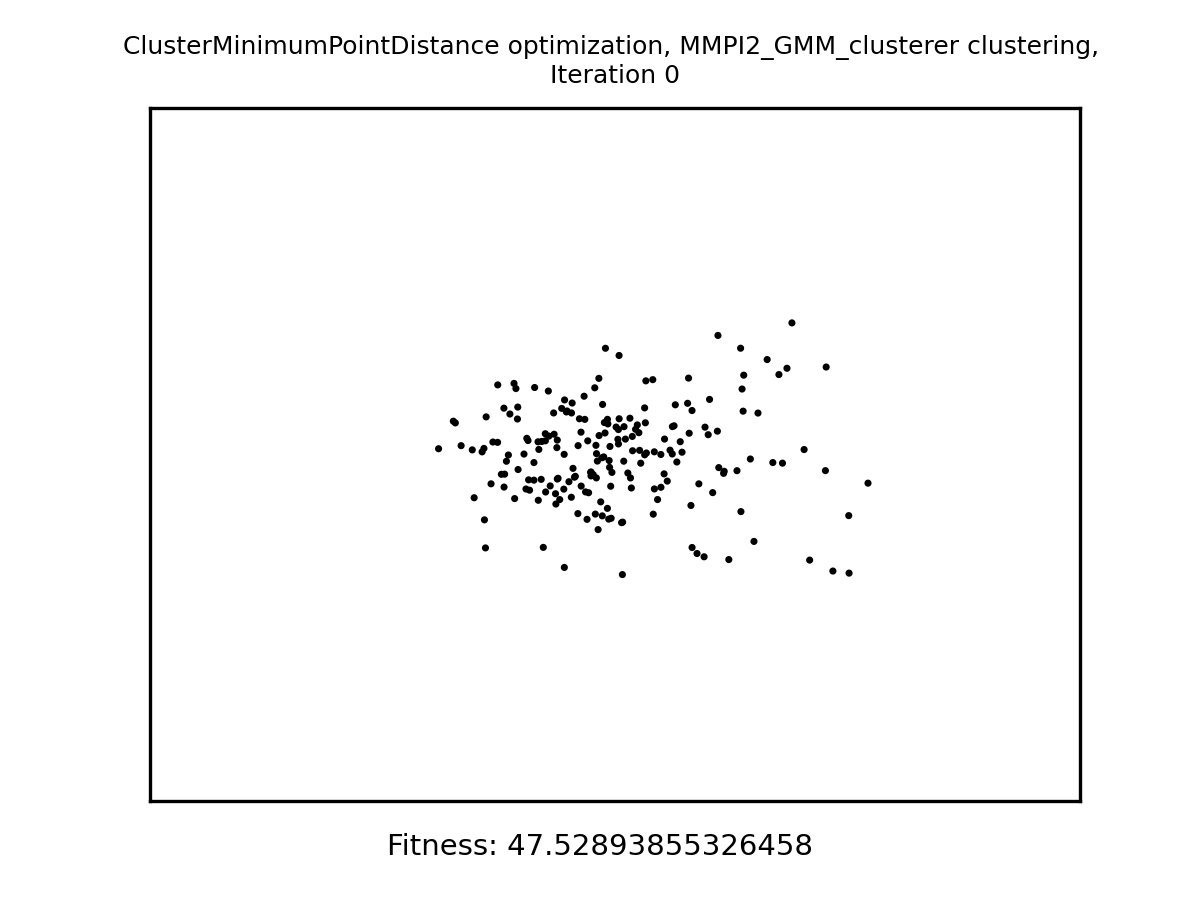 ClusterMinimumPointDistance optimization, MMPI2_GMM_clusterer clustering,
Iteration 0
Fitness: 47.52893855326458